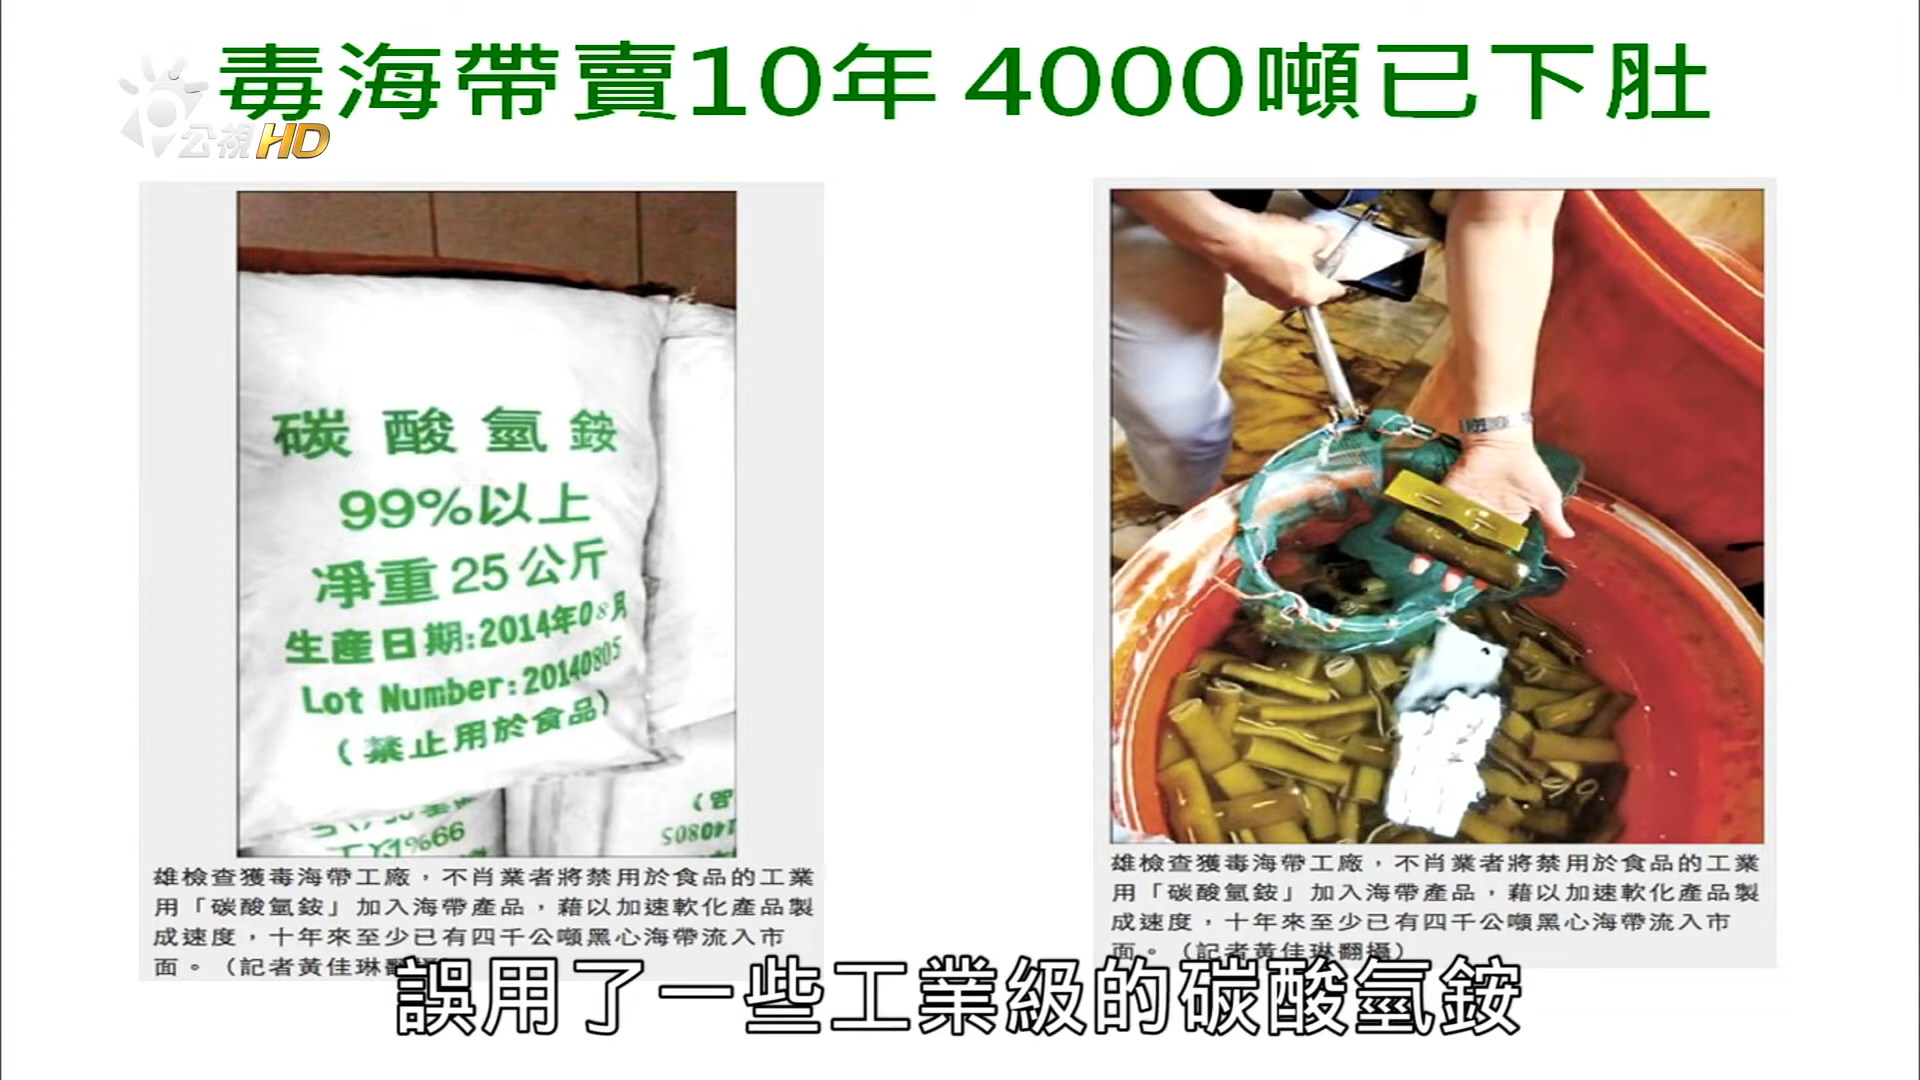 毒海帶賣10年 4000噸已下肚
公視HD
碳酸氫銨
99%以上
淨重25公斤
生產日期:2014年08月
Lot Number:20140805
(禁止用於食品)
雄檢查獲毒海帶工廠，不肖業者將禁用於食品的工業
用「碳酸氫銨」加入海帶產品，藉以加速軟化產品製
成速度，十年來至少已有四千公噸黑心海帶流入市
面。（記者黃佳琳翻攝）
雄檢查獲毒海帶工廠，不肖業者將禁用於食品的工業
用「碳酸氫銨」加入海帶產品，藉以加速軟化產品製
成速度，十年來至少已有四千公噸黑心海帶流入市
面。（記者黃佳琳翻攝）
誤用了一些工業級的碳酸氫銨